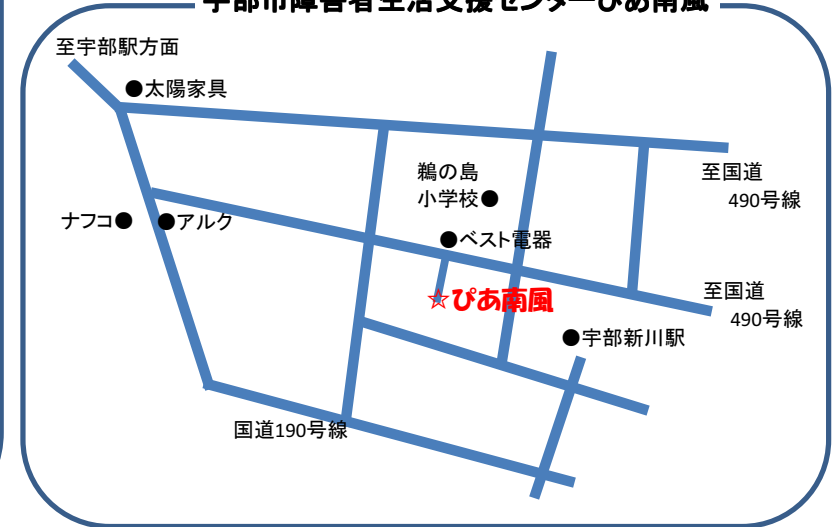 宇部市障害者生活支援センターぴあ南風
至宇部駅方面
●太陽家具
鵜の島
小学校●
至国道
490号線
ナフコ●
●アルク
●ベスト電器
☆ぴあ南風
至国道
490号線
●宇部新川駅
国道190号線